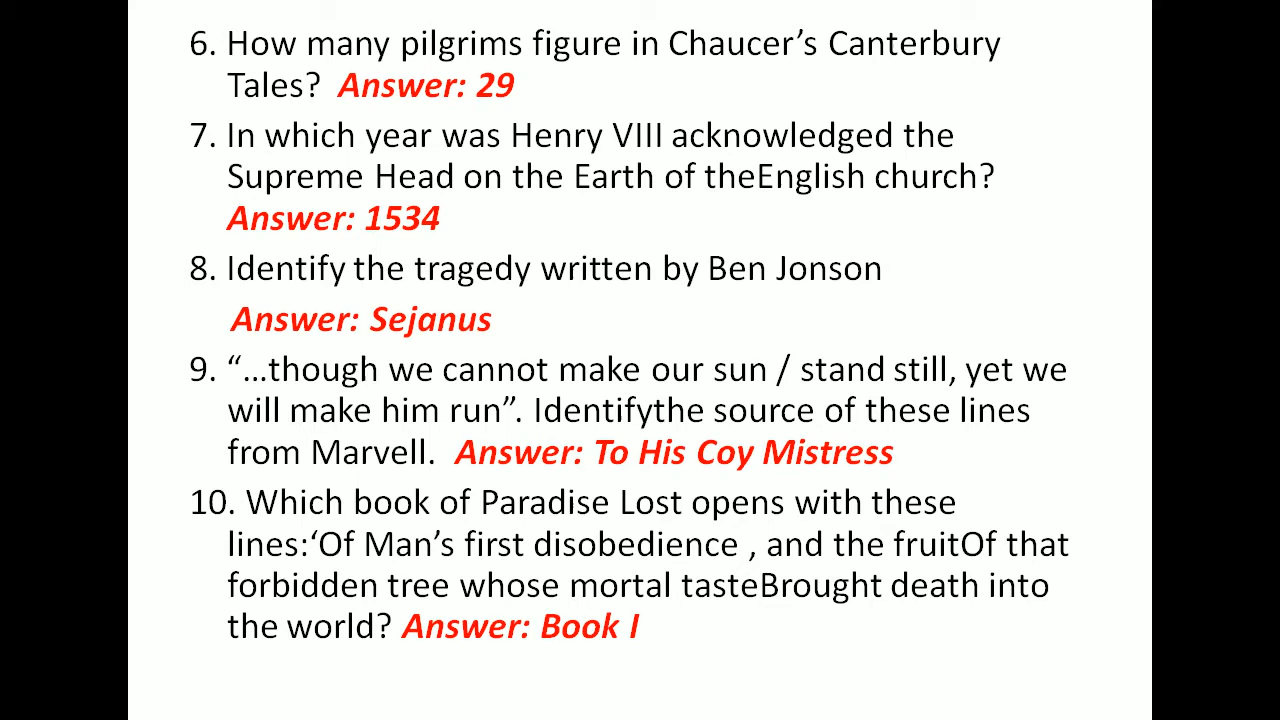 6. How many pilgrims figure in Chaucer’s Canterbury
Tales? Answer: 29
7. In which year was Henry VIII acknowledged the
Supreme Head on the Earth of theEnglish church?
Answer: 1534
8. Identify the tragedy written by Ben Jonson
Answer: Sejanus
9. “…though we cannot make our sun / stand still, yet we
will make him run”. Identifythe source of these lines
from Marvell. Answer: To His Coy Mistress
10. Which book of Paradise Lost opens with these
lines:‘Of Man’s first disobedience , and the fruitOf that
forbidden tree whose mortal tasteBrought death into
the world? Answer: Book I